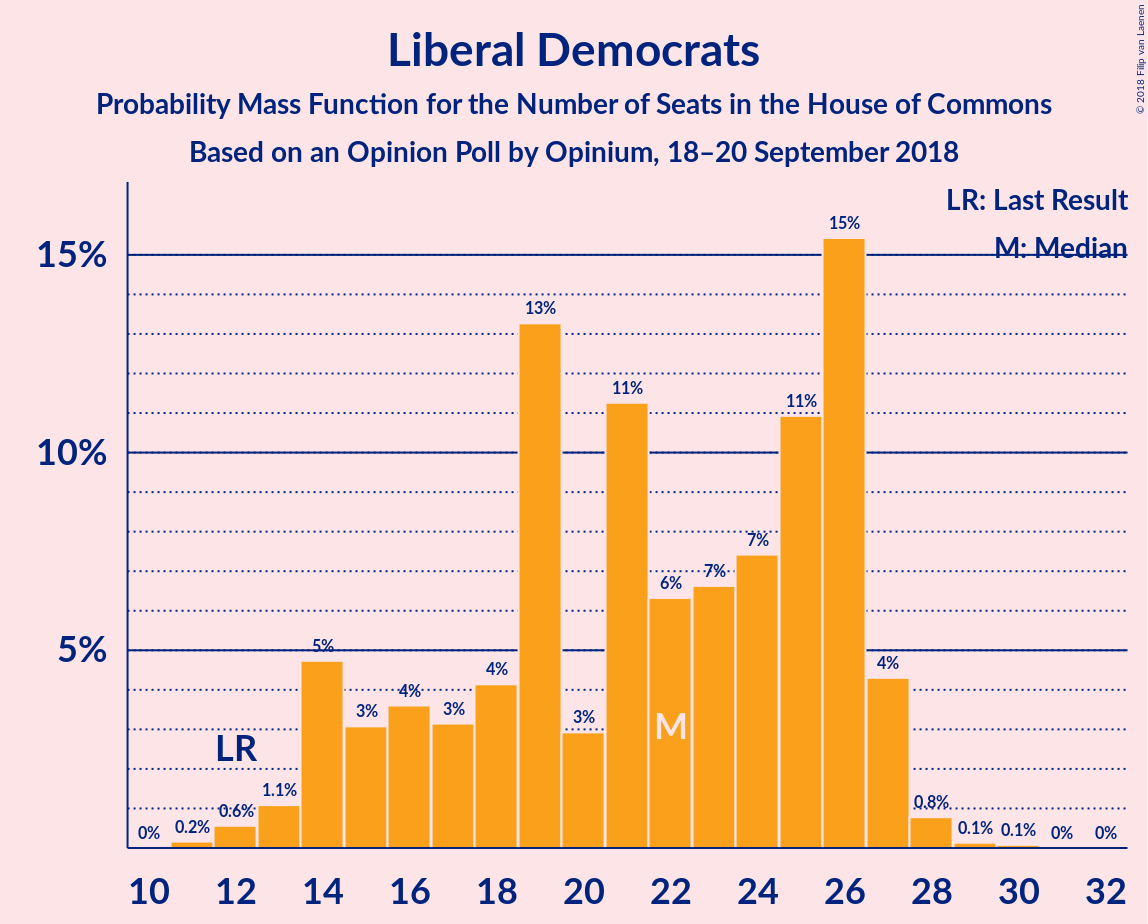 Liberal Democrats
Probability Mass Function for the Number of Seats in the House of Commons
Based on an Opinion Poll by Opinium, 18–20 September 2018
© 2018 Filip van Laenen
LR: Last Result
M: Median
15%
10%
5%
0%
0.2%
0.6%
1.1%
5%
3%
4%
3%
4%
13%
3%
11%
6%
7%
7%
11%
15%
4%
0.8%
0.1%
0.1%
0%
0%
LR
M
10 12 14 16 18 20 22 24 26 28 30 32